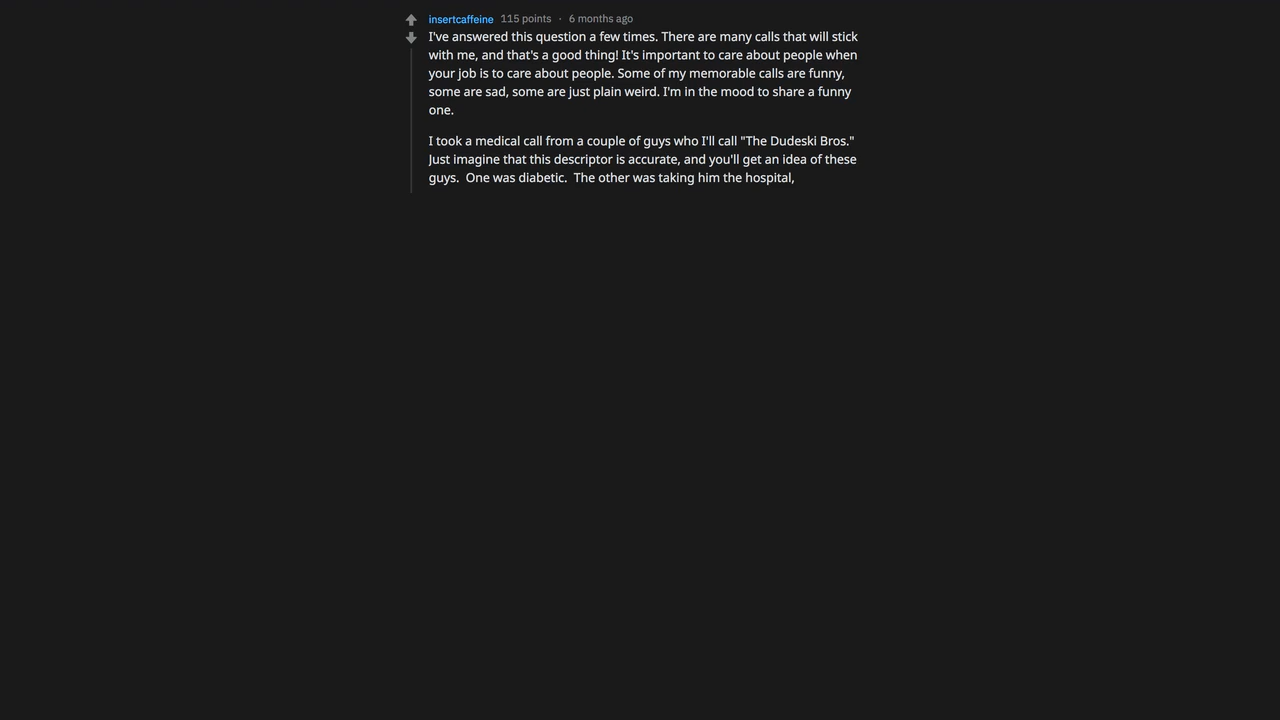 insertcaffeine 115 points · 6 months ago
I've answered this question a few times. There are many calls that will stick
with me, and that's a good thing! It's important to care about people when
your job is to care about people. Some of my memorable calls are funny,
some are sad, some are just plain weird. I'm in the mood to share a funny
one.
I took a medical call from a couple of guys who I'll call "The Dudeski Bros."
Just imagine that this descriptor is accurate, and you'll get an idea of these
guys. One was diabetic. The other was taking him the hospital,